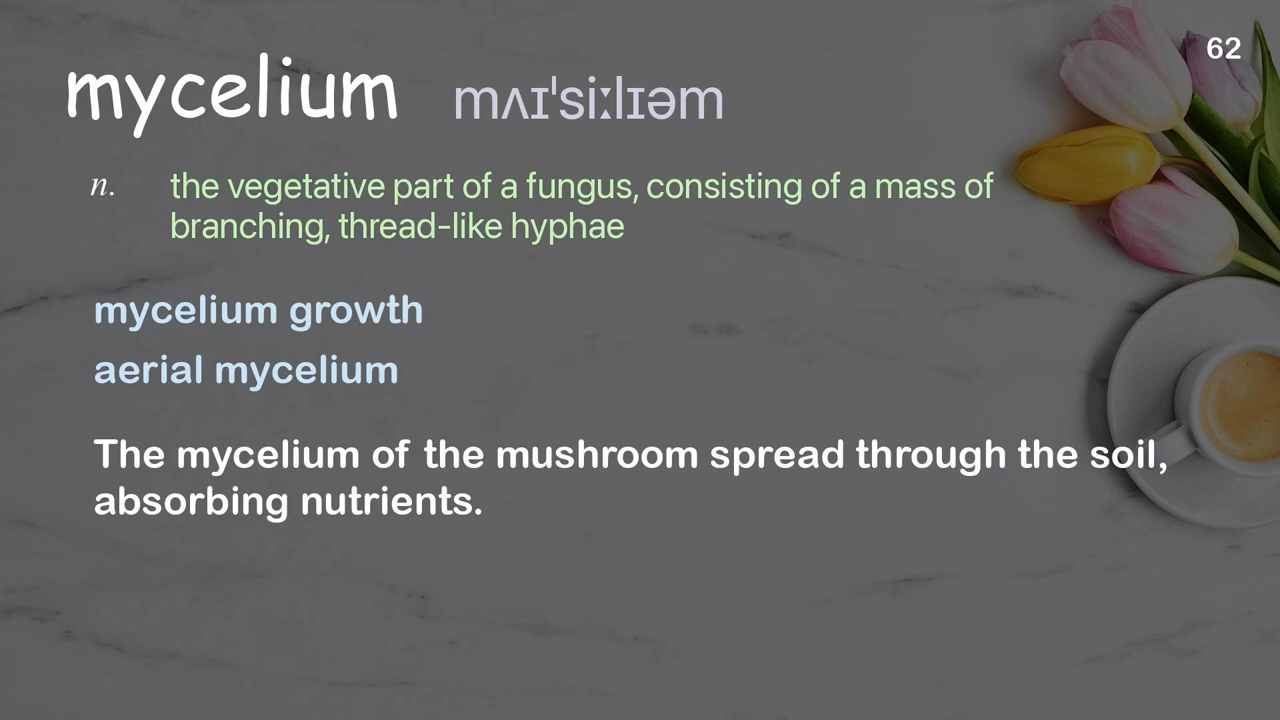 62
mycelium mʌɪˈsiːlɪəm
n. the vegetative part of a fungus, consisting of a mass of
branching, thread-like hyphae
mycelium growth
aerial mycelium
The mycelium of the mushroom spread through the soil,
absorbing nutrients.